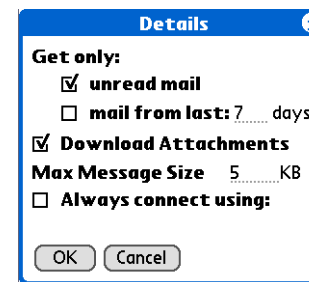 Details
Get only:
unread mail
mail from last: 7 days
Download Attachments
Max Message Size 5 KB
Always connect using:
OK Cancel